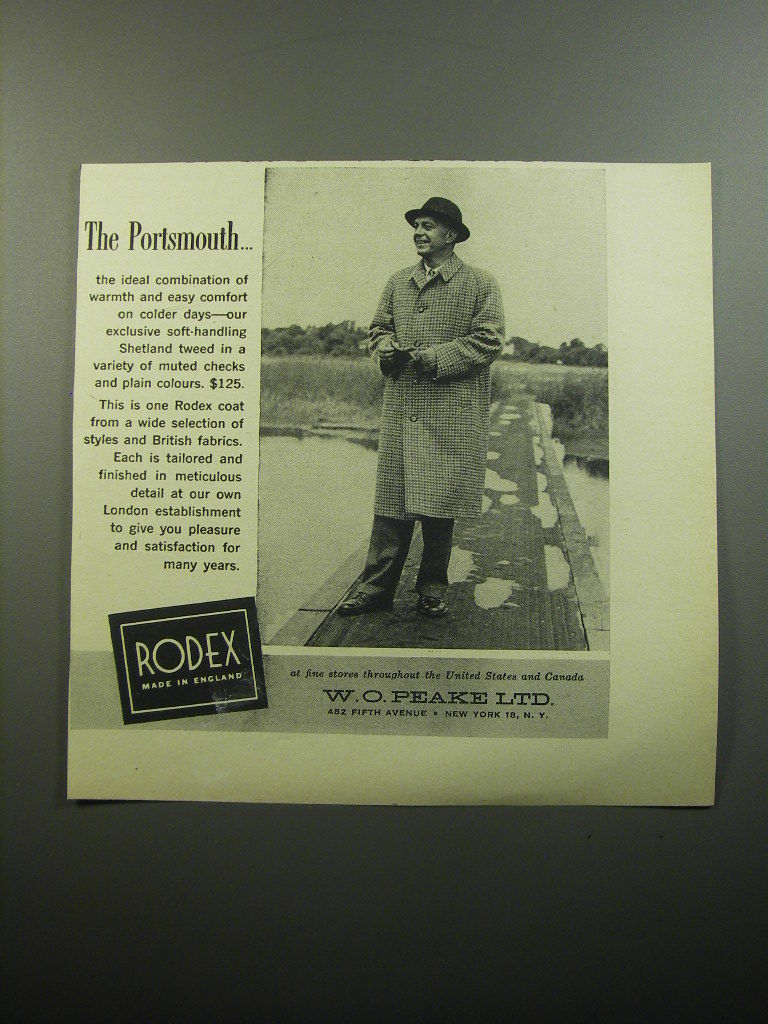 The Portsmouth...
the ideal combination of
warmth and easy comfort
on colder days—our
exclusive soft-handling
Shetland tweed in a
variety of muted checks
and plain colours. $125.
This is one Rodex coat
from a wide selection of
styles and British fabrics.
Each is tailored and
finished in meticulous
detail at our own
London establishment
to give you pleasure
and satisfaction for
many years.
RODEX
MADE IN ENGLAND
at fine stores throughout the United States and Canada
W. O. PEAKE LTD.
452 FIFTH AVENUE • NEW YORK 18, N. Y.